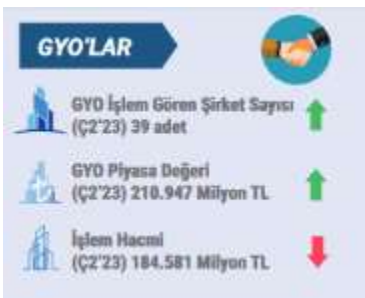 GYO'LAR
GYO İşlem Gören Şirket Sayısı
(Ç2'23) 39 adet
GYO Piyasa Değeri
(Ç2'23) 210.947 Milyon TL
İşlem Hacmi
(Ç2'23) 184.581 Milyon TL